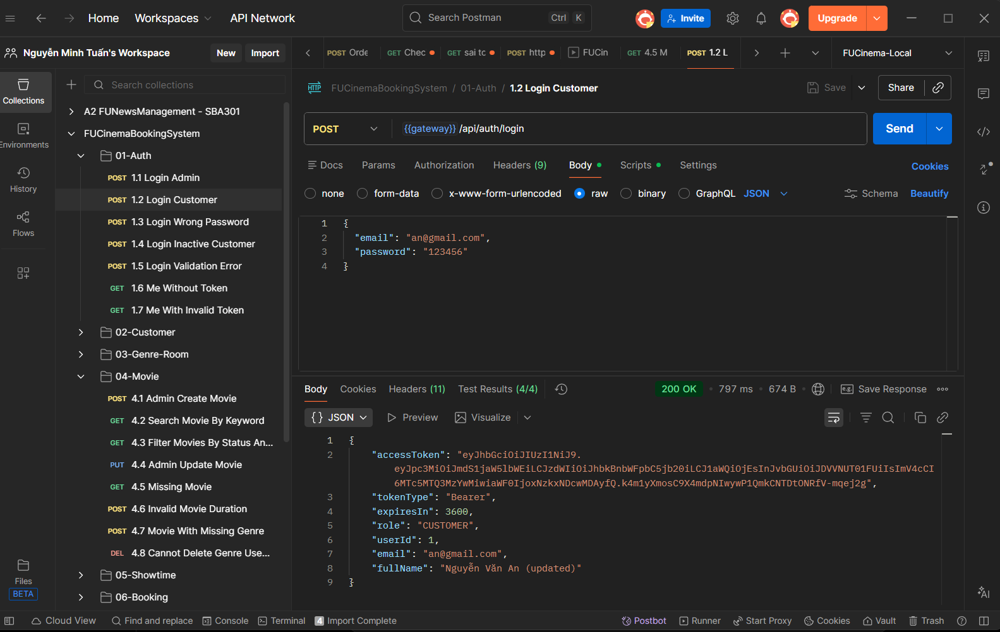 Home Workspaces API Network Search Postman Ctrl K Invite Upgrade
Nguyễn Minh Tuấn's Workspace New Import
POST Orde GET Chec GET sai tc POST http FUCin GET 4.5 M POST 1.2 L FUCinema-Local
Collections
Environments
History
Flows
Files
BETA
Search collections
A2 FUNewsManagement - SBA301
FUCinemaBookingSystem
01-Auth
POST 1.1 Login Admin
POST 1.2 Login Customer
POST 1.3 Login Wrong Password
POST 1.4 Login Inactive Customer
POST 1.5 Login Validation Error
GET 1.6 Me Without Token
GET 1.7 Me With Invalid Token
02-Customer
03-Genre-Room
04-Movie
POST 4.1 Admin Create Movie
GET 4.2 Search Movie By Keyword
GET 4.3 Filter Movies By Status An...
PUT 4.4 Admin Update Movie
GET 4.5 Missing Movie
POST 4.6 Invalid Movie Duration
POST 4.7 Movie With Missing Genre
DEL 4.8 Cannot Delete Genre Use...
05-Showtime
06-Booking
HTTP FUCinemaBookingSystem / 01-Auth / 1.2 Login Customer Save Share
POST {{gateway}} /api/auth/login Send
Docs Params Authorization Headers (9) Body Scripts Settings Cookies
none form-data x-www-form-urlencoded raw binary GraphQL JSON Schema Beautify
1 {
2 "email": "an@gmail.com",
3 "password": "123456"
4 }
Body Cookies Headers (11) Test Results (4/4) 200 OK • 797 ms • 674 B • e.g. Save Response
{} JSON Preview Visualize
1 {
2 "accessToken": "eyJhbGciOiJIUzI1NiJ9.
eyJpc3MiOiJmdS1jaW5lbWEiLCJzdWIiOiJhbkBnbWFpbC5jb20iLCJ1aWQiOjEsInJvbGUiOiJDVVNUT01FUiIsImV4cCI
6MTc5MTQ3MzYwMiwiaWF0IjoxNzkxNDcwMDAyfQ.k4m1yXmosC9X4mdpNIwywP1QmkCNTDtONRfV-mqej2g",
3 "tokenType": "Bearer",
4 "expiresIn": 3600,
5 "role": "CUSTOMER",
6 "userId": 1,
7 "email": "an@gmail.com",
8 "fullName": "Nguyễn Văn An (updated)"
9 }
AI
Cloud View Find and replace Console Terminal 4 Import Complete Postbot Runner Start Proxy Cookies Vault Trash